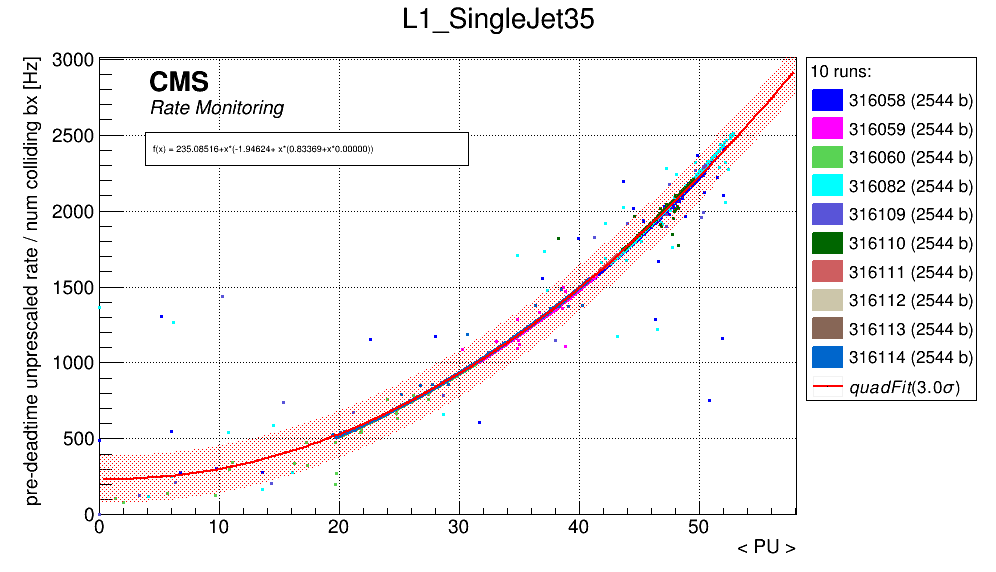 L1_SingleJet35
pre-deadtime unprescaled rate / num colliding bx [Hz]
3000
2500
2000
1500
1000
500
0
CMS
Rate Monitoring
f(x) = 235.08516+x*(-1.94624+ x*(0.83369+x*0.00000))
0 10 20 30 40 50
< PU >
10 runs:
316058 (2544 b)
316059 (2544 b)
316060 (2544 b)
316082 (2544 b)
316109 (2544 b)
316110 (2544 b)
316111 (2544 b)
316112 (2544 b)
316113 (2544 b)
316114 (2544 b)
quadFit(3.0σ)